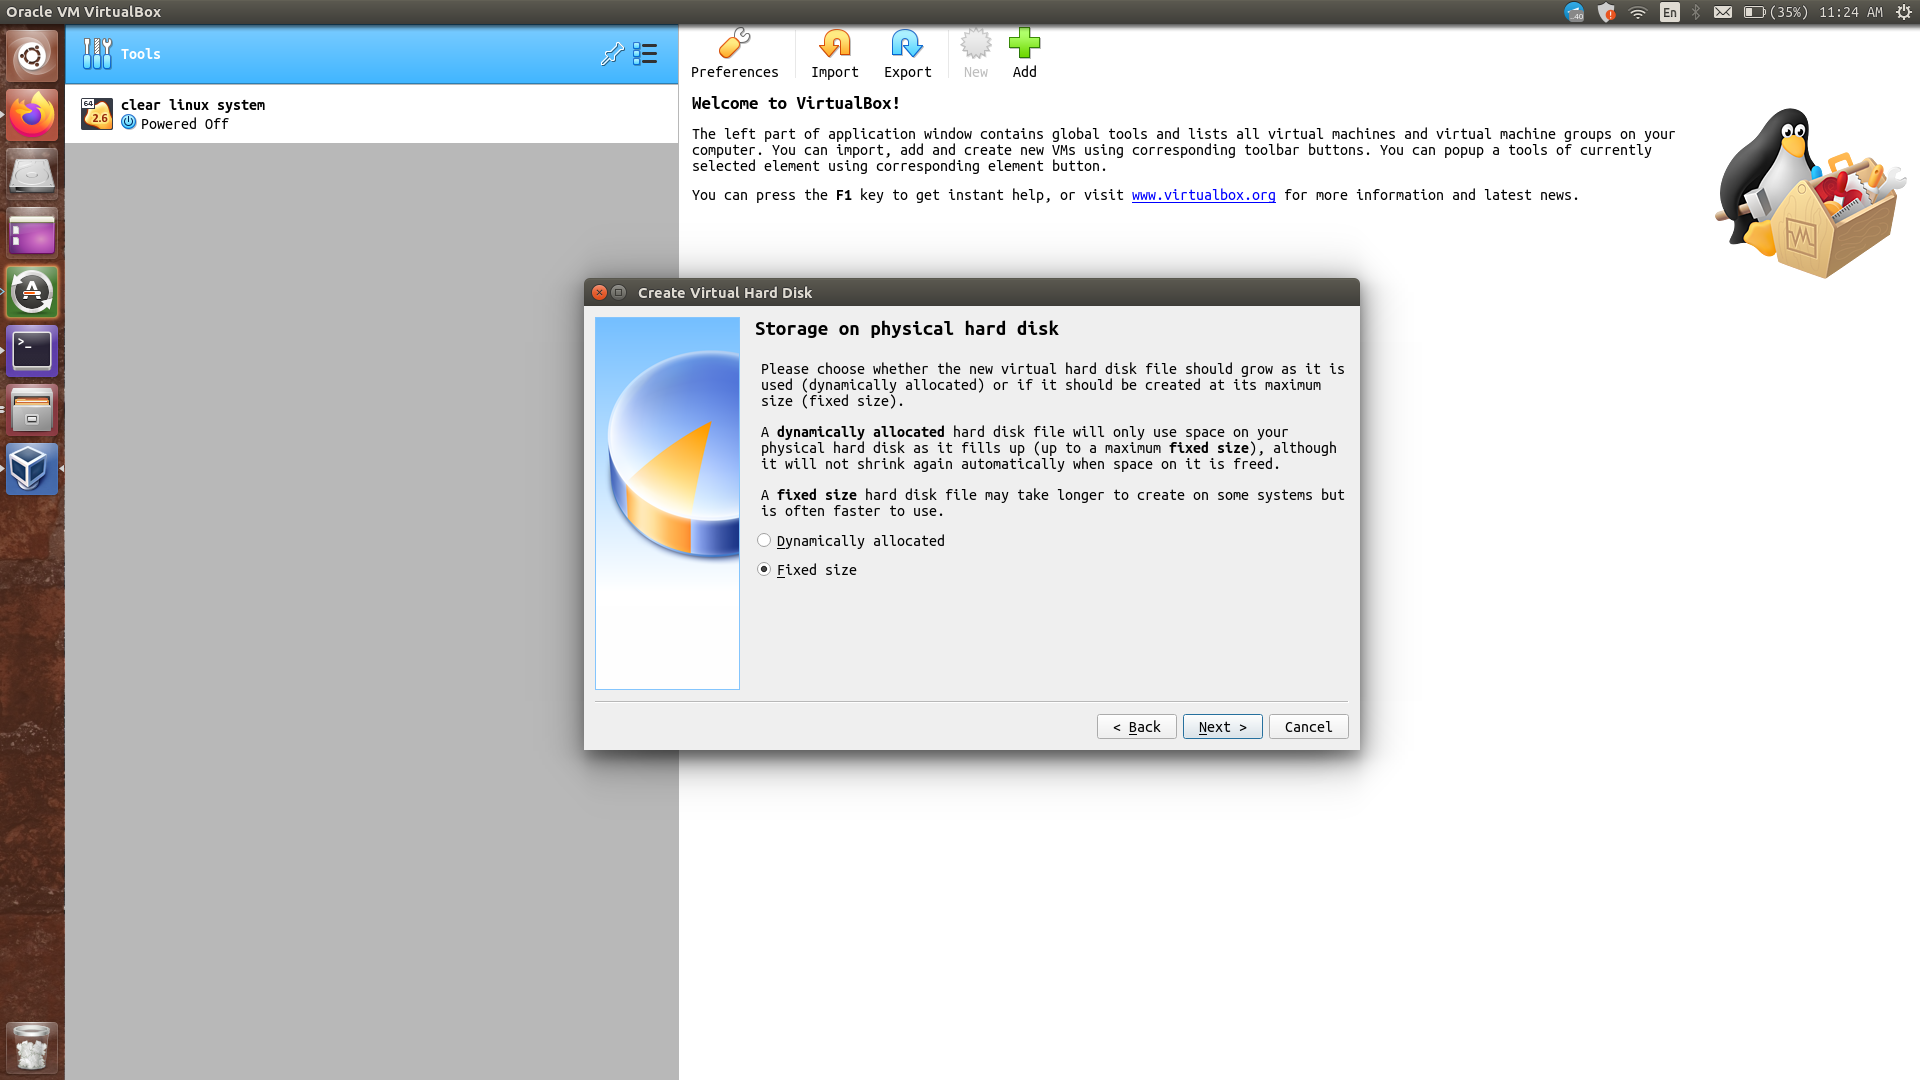 Oracle VM VirtualBox
40
En
(35%)
11:24 AM
Tools
64
2.6
clear linux system
Powered Off
Preferences
Import
Export
New
Add
Welcome to VirtualBox!
The left part of application window contains global tools and lists all virtual machines and virtual machine groups on your
computer. You can import, add and create new VMs using corresponding toolbar buttons. You can popup a tools of currently
selected element using corresponding element button.
You can press the F1 key to get instant help, or visit www.virtualbox.org for more information and latest news.
Create Virtual Hard Disk
Storage on physical hard disk
Please choose whether the new virtual hard disk file should grow as it is
used (dynamically allocated) or if it should be created at its maximum
size (fixed size).
A dynamically allocated hard disk file will only use space on your
physical hard disk as it fills up (up to a maximum fixed size), although
it will not shrink again automatically when space on it is freed.
A fixed size hard disk file may take longer to create on some systems but
is often faster to use.
Dynamically allocated
Fixed size
< Back
Next >
Cancel